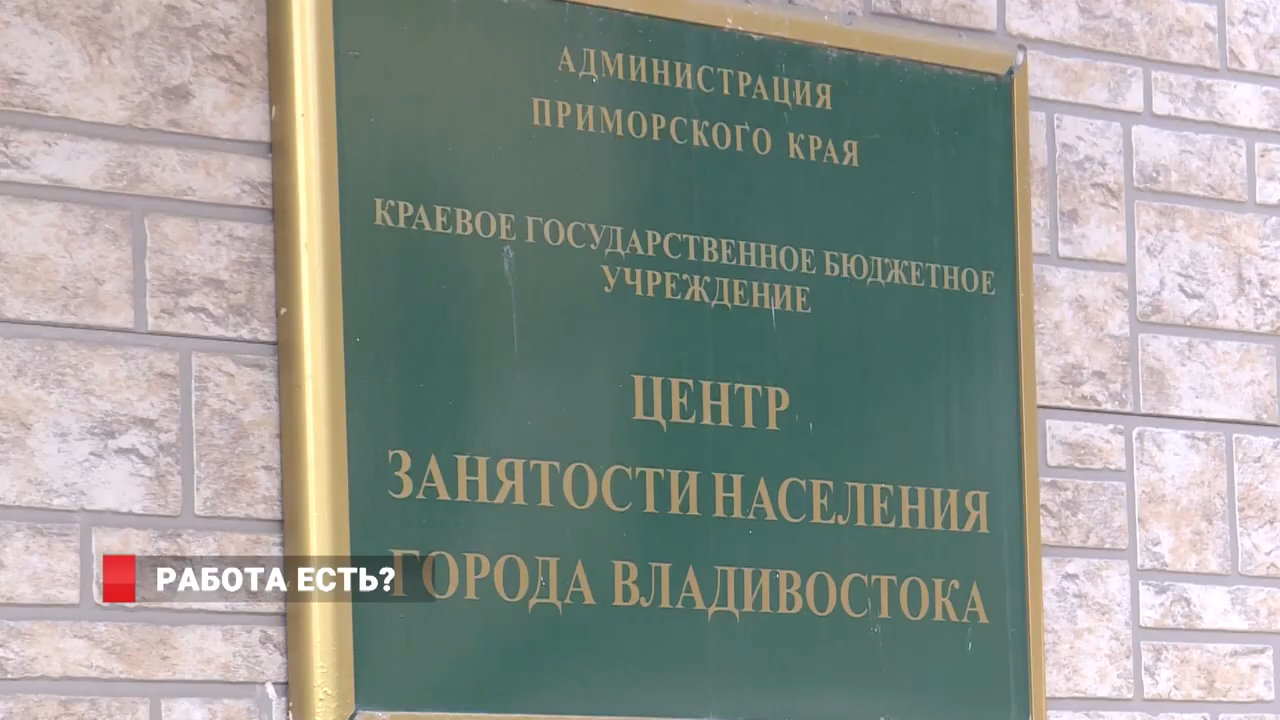 АДМИНИСТРАЦИЯ
ПРИМОРСКОГО КРАЯ
КРАЕВОЕ ГОСУДАРСТВЕННОЕ БЮДЖЕТНОЕ
УЧРЕЖДЕНИЕ
ЦЕНТР
ЗАНЯТОСТИ НАСЕЛЕНИЯ
ГОРОДА ВЛАДИВОСТОКА
РАБОТА ЕСТЬ?